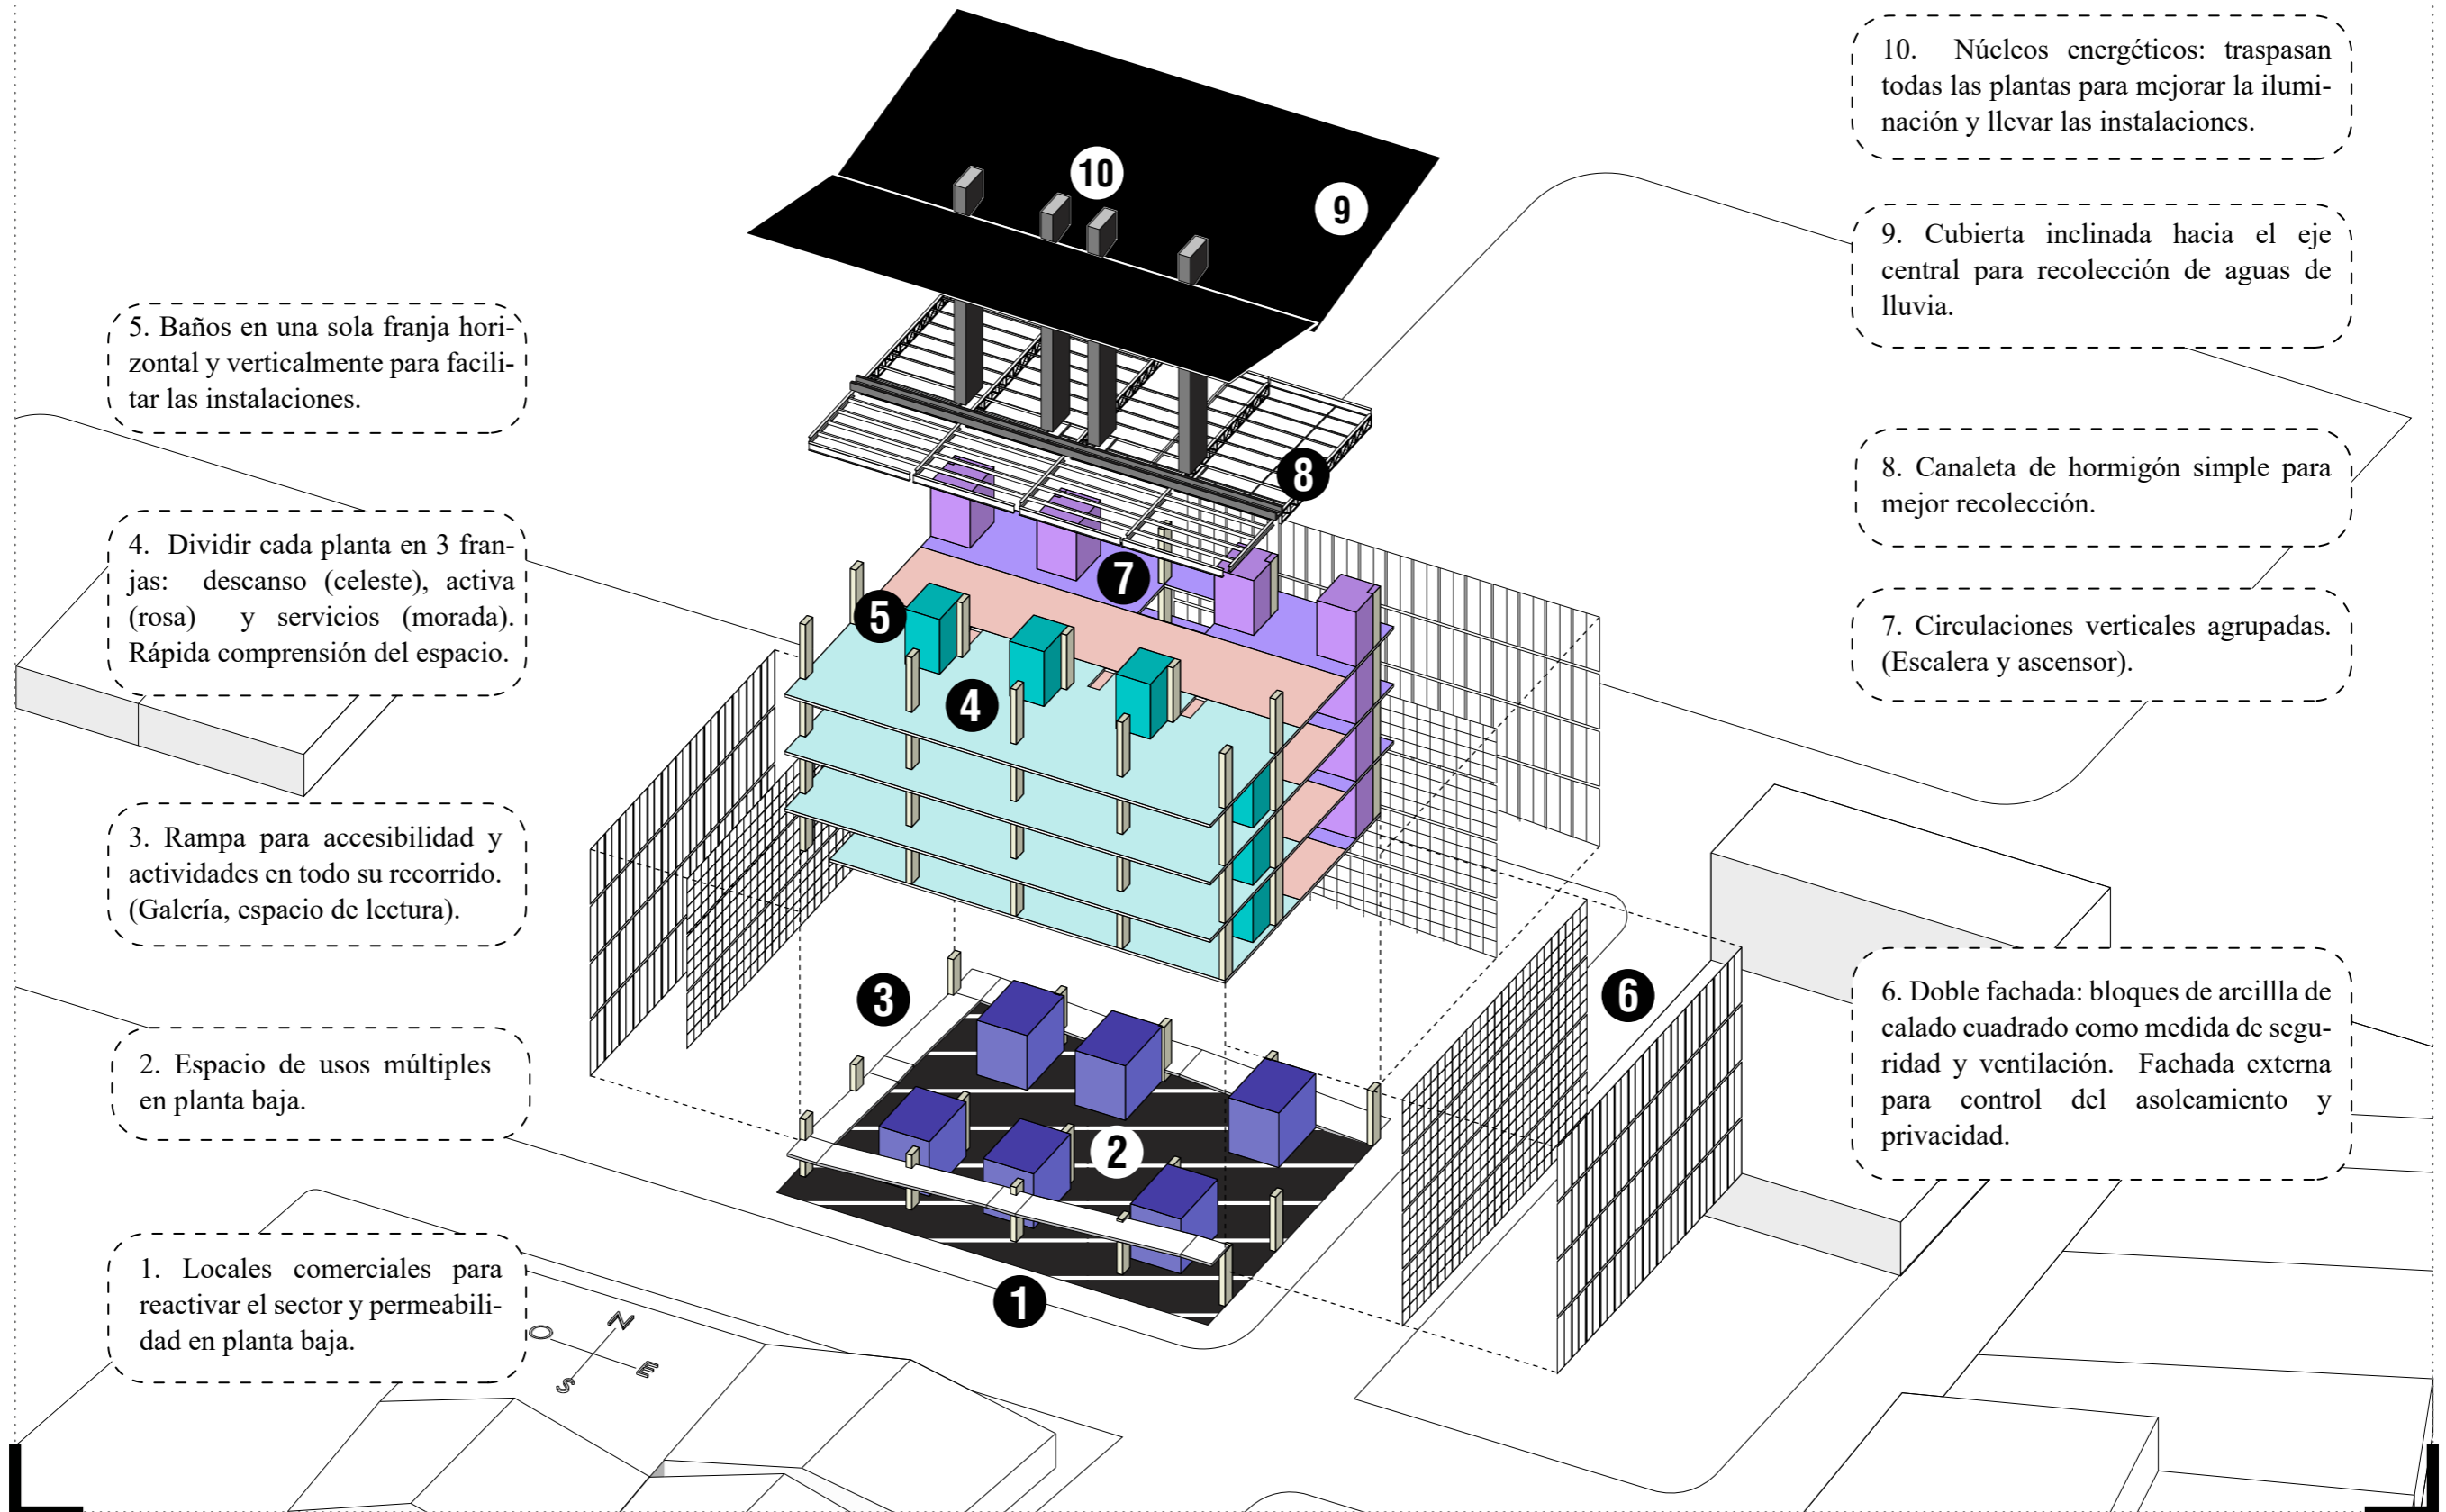 10. Núcleos energéticos: traspasan
todas las plantas para mejorar la ilumi-
nación y llevar las instalaciones.
9. Cubierta inclinada hacia el eje
central para recolección de aguas de
lluvia.
8. Canaleta de hormigón simple para
mejor recolección.
7. Circulaciones verticales agrupadas.
(Escalera y ascensor).
6. Doble fachada: bloques de arcillla de
calado cuadrado como medida de segu-
ridad y ventilación. Fachada externa
para control del asoleamiento y
privacidad.
5. Baños en una sola franja hori-
zontal y verticalmente para facili-
tar las instalaciones.
4. Dividir cada planta en 3 fran-
jas: descanso (celeste), activa
(rosa) y servicios (morada).
Rápida comprensión del espacio.
3. Rampa para accesibilidad y
actividades en todo su recorrido.
(Galería, espacio de lectura).
2. Espacio de usos múltiples
en planta baja.
1. Locales comerciales para
reactivar el sector y permeabili-
dad en planta baja.
10
9
8
7
5
4
3
6
2
1
N
O
E
S